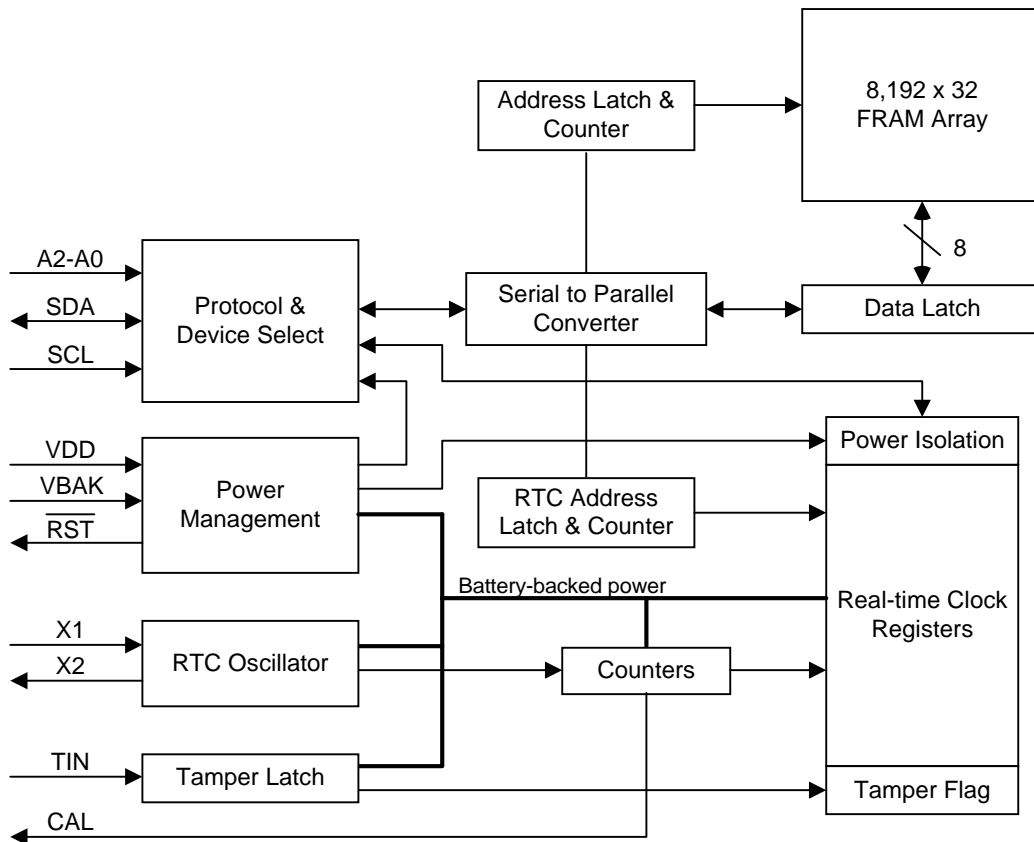 8,192 x 32
FRAM Array
Address Latch &
Counter
8
A2-A0
SDA
SCL
Protocol &
Device Select
Serial to Parallel
Converter
Data Latch
VDD
VBAK
RST
Power
Management
Power Isolation
RTC Address
Latch & Counter
Battery-backed power
Real-time Clock
Registers
X1
X2
RTC Oscillator
Counters
TIN
Tamper Latch
Tamper Flag
CAL